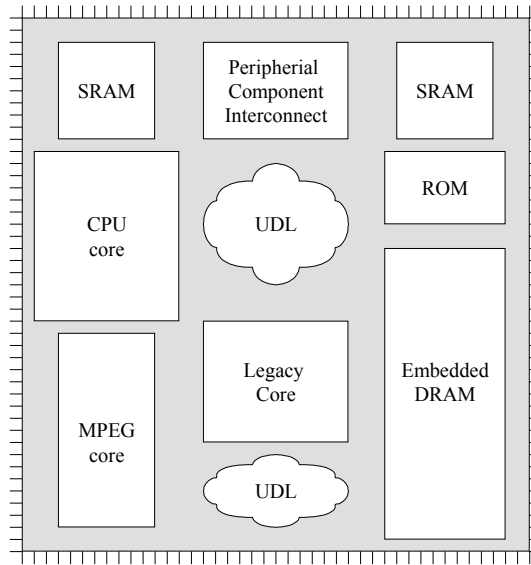 SRAM
Peripherial
Component
Interconnect
SRAM
CPU
core
UDL
ROM
Legacy
Core
Embedded
DRAM
MPEG
core
UDL